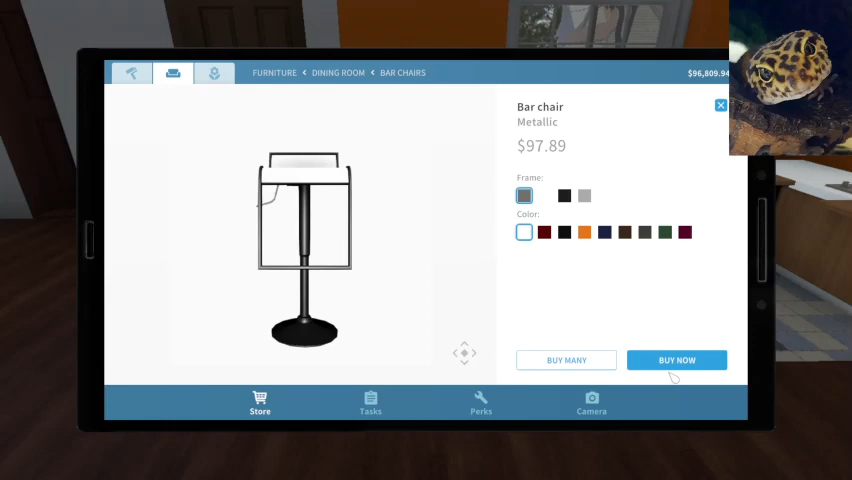 FURNITURE < DINING ROOM < BAR CHAIRS
$96,809.94
Bar chair
Metallic
$97.89
Frame:
Color:
BUY MANY
BUY NOW
Store
Tasks
Perks
Camera